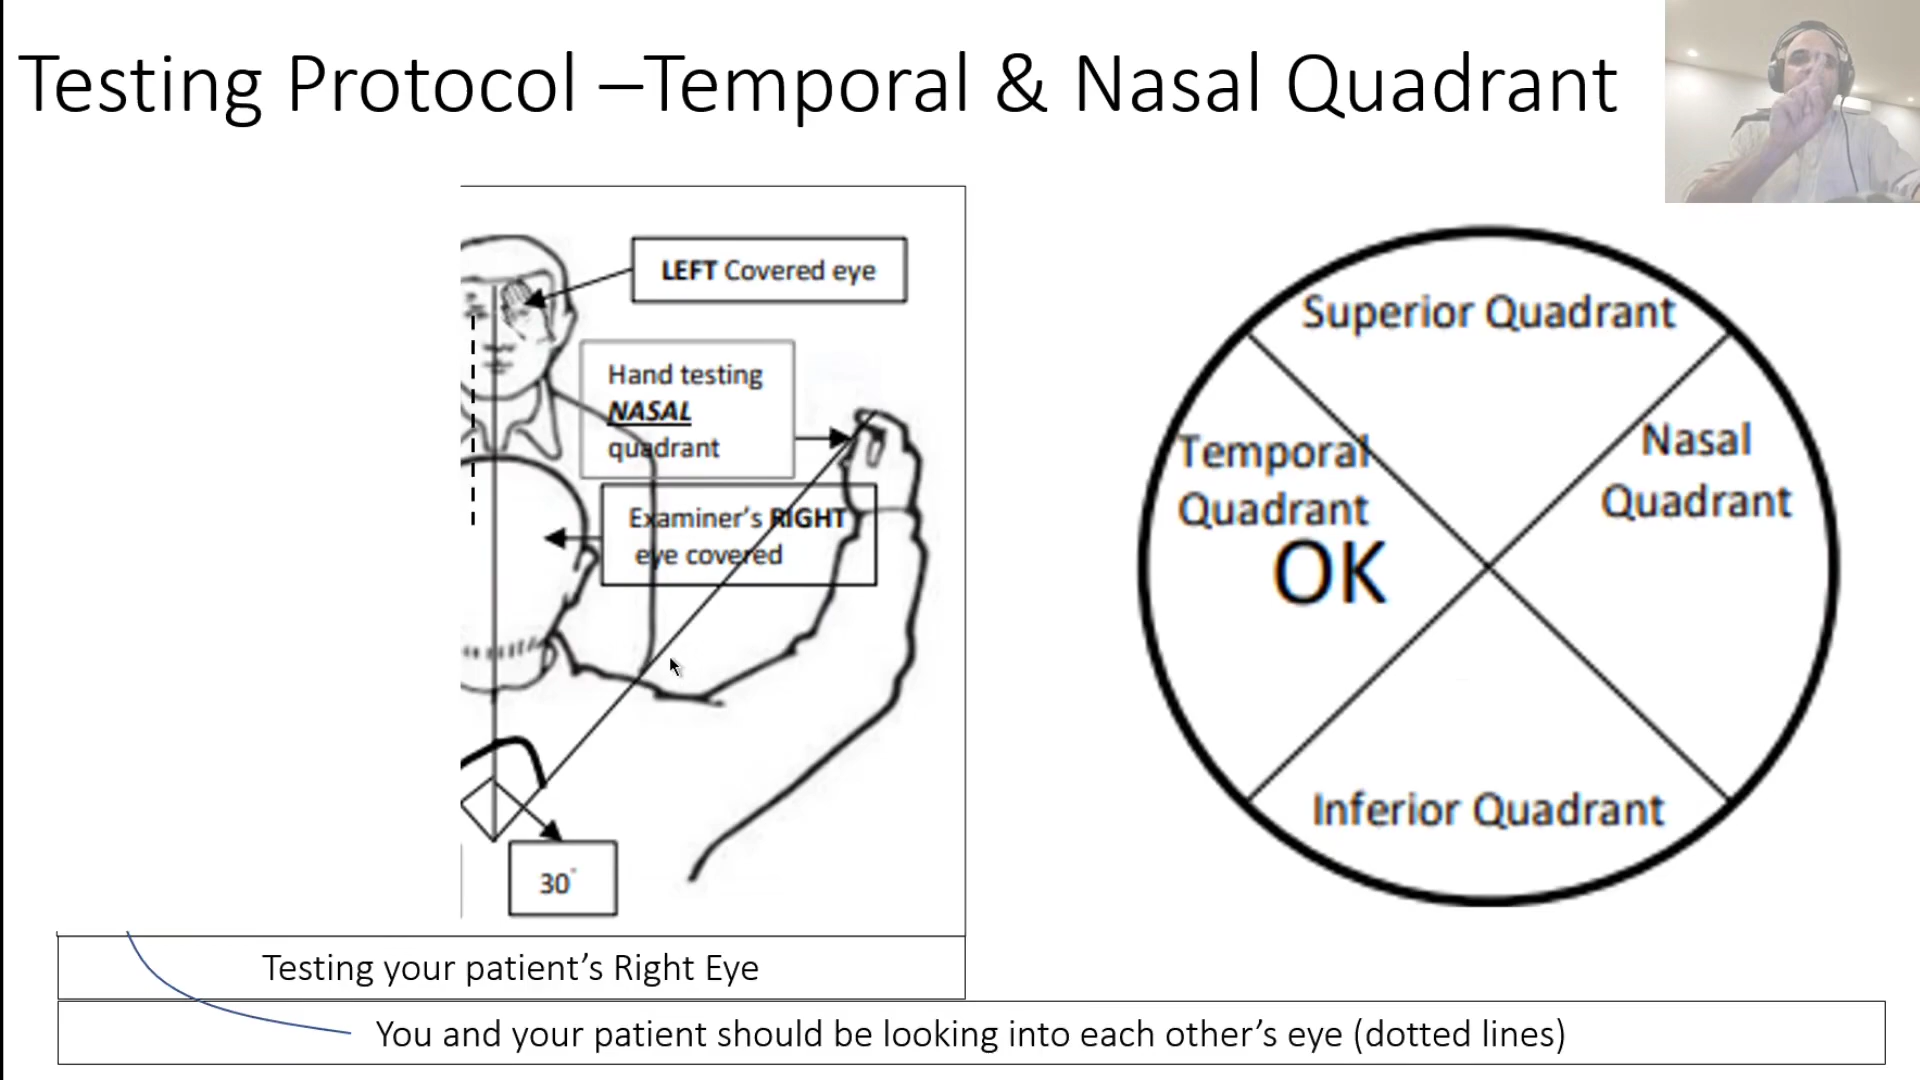 Testing Protocol –Temporal & Nasal Quadrant
LEFT Covered eye
Hand testing
NASAL
quadrant
Examiner's RIGHT
eye covered
30°
Superior Quadrant
Temporal
Quadrant
OK
Nasal
Quadrant
Inferior Quadrant
Testing your patient's Right Eye
You and your patient should be looking into each other's eye (dotted lines)